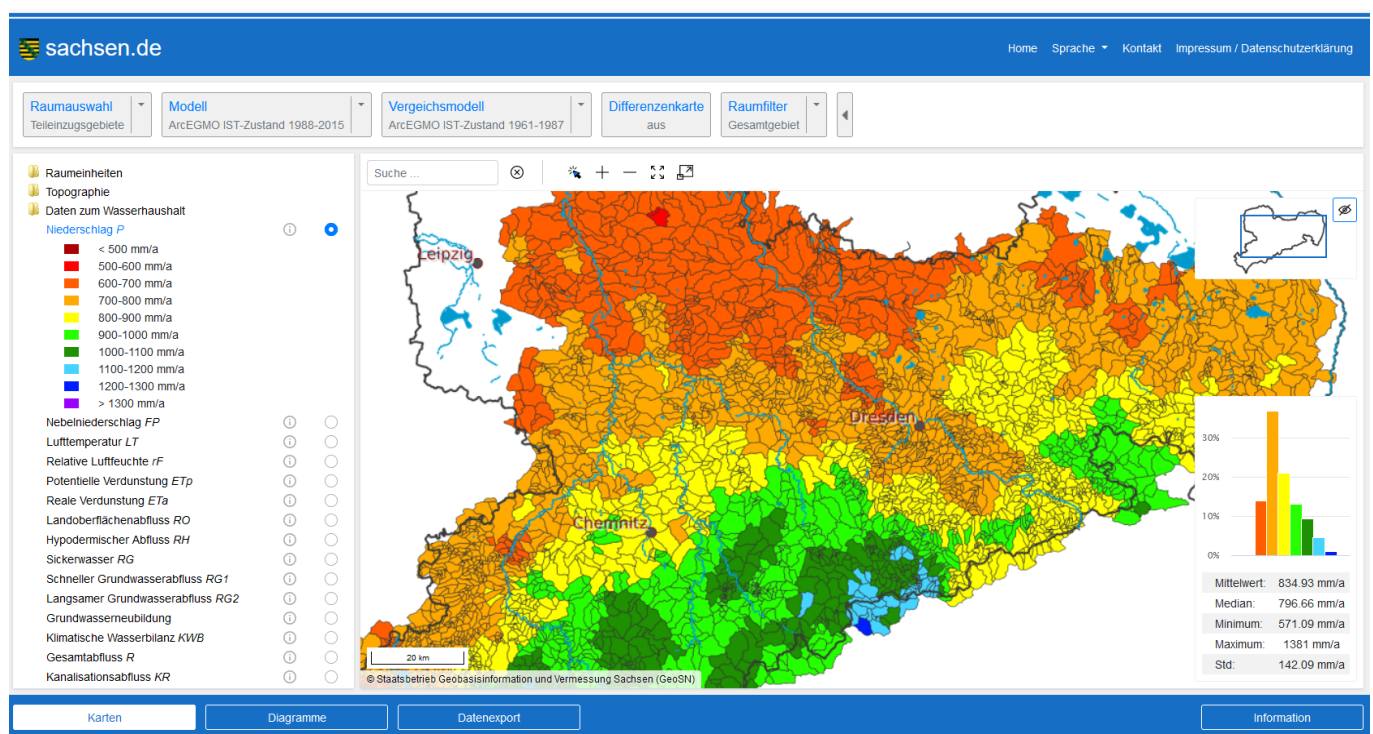 sachsen.de
Home Sprache Kontakt Impressum / Datenschutzerklärung
Raumauswahl
Teileinzugsgebiete
Modell
ArcEGMO IST-Zustand 1988-2015
Vergeichsmodell
ArcEGMO IST-Zustand 1961-1987
Differenzenkarte
aus
Raumfilter
Gesamtgebiet
Raumeinheiten
Topographie
Daten zum Wasserhaushalt
Niederschlag P
< 500 mm/a
500-600 mm/a
600-700 mm/a
700-800 mm/a
800-900 mm/a
900-1000 mm/a
1000-1100 mm/a
1100-1200 mm/a
1200-1300 mm/a
> 1300 mm/a
Nebelniederschlag FP
Lufttemperatur LT
Relative Luftfeuchte rF
Potentielle Verdunstung ETp
Reale Verdunstung ETa
Landoberflächenabfluss RO
Hypodermischer Abfluss RH
Sickerwasser RG
Schneller Grundwasserabfluss RG1
Langsamer Grundwasserabfluss RG2
Grundwasserneubildung
Klimatische Wasserbilanz KWB
Gesamtabfluss R
Kanalisationsabfluss KR
Suche ...
Leipzig
Dresden
Chemnitz
20 km
© Staatsbetrieb Geobasisinformation und Vermessung Sachsen (GeoSN)
30%
20%
10%
0%
Mittelwert: 834.93 mm/a
Median: 796.66 mm/a
Minimum: 571.09 mm/a
Maximum: 1381 mm/a
Std: 142.09 mm/a
Karten
Diagramme
Datenexport
Information